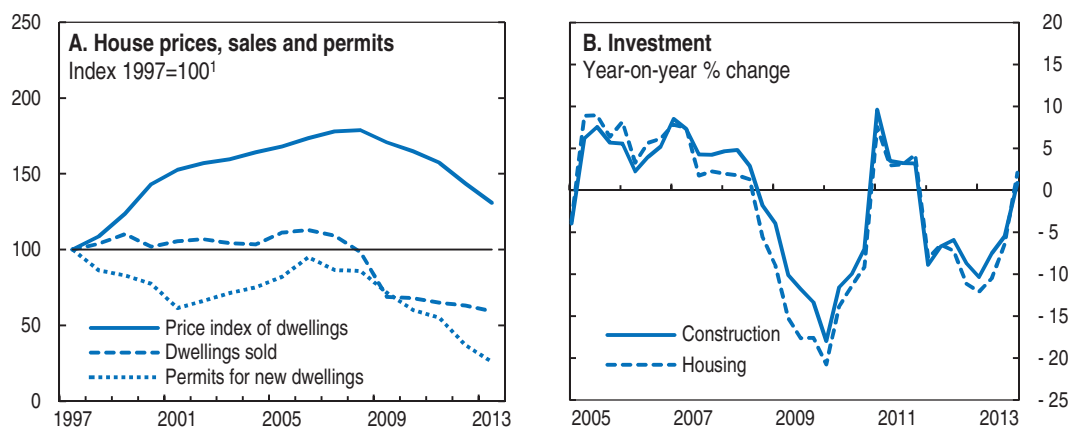 A. House prices, sales and permits
Index 1997=100¹
250
200
150
100
50
0
Price index of dwellings
Dwellings sold
Permits for new dwellings
1997 2001 2005 2009 2013
B. Investment
Year-on-year % change
20
15
10
5
0
- 5
- 10
- 15
- 20
- 25
Construction
Housing
2005 2007 2009 2011 2013